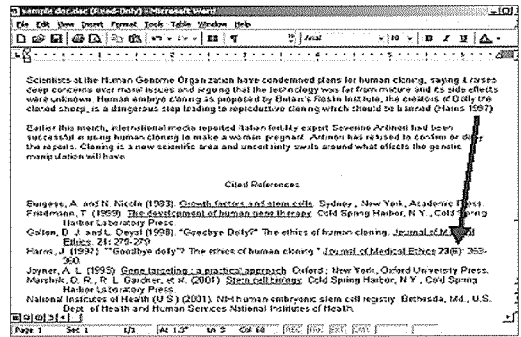 sample doc.doc (Read-Only) - Microsoft Word
File Edit View Insert Format Tools Table Window Help
Arial 10 B I U A
Scientists at the Human Genome Organization have condemned plans for human cloning, saying it raises
deep concerns over moral issues and arguing that the technology was far from mature and its side effects
were unknown. Human embryo cloning as proposed by Britain's Roslin Institute, the creators of Dolly the
cloned sheep, is a dangerous step leading to reproductive cloning which should be banned (Harris 1997)
Earlier this month, international media reported Italian fertility expert Severino Antinori had been
successful in using human cloning to make a woman pregnant. Antinori has refused to confirm or deny
the reports. Cloning is a new scientific area and uncertainty swirls around what effects the genetic
manipulation will have.
Cited References
Burgess, A. and N. Nicola (1983). Growth factors and stem cells. Sydney ; New York, Academic Press.
Friedmann, T. (1999). The development of human gene therapy. Cold Spring Harbor, N.Y., Cold Spring
Harbor Laboratory Press.
D. J. and L. Deyal (1998). "Goodbye Dolly?" The ethics of human cloning. Journal of Medical
Ethics. 21: 279-279
Harris, J. (1997). ""Goodbye dolly"? The ethics of human cloning." Journal of Medical Ethics 23(6): 353-
360.
Joyner, A. L. (1993). Gene targeting : a practical approach. Oxford ; New York, Oxford University Press.
Marshak, D. R., R. L. Gardner, et al. (2001). Stem cell biology. Cold Spring Harbor, N.Y., Cold Spring
Harbor Laboratory Press.
National Institutes of Health (U.S.) (2001). NIH human embryonic stem cell registry. Bethesda, Md., U.S.
Dept. of Health and Human Services National Institutes of Health.
Page 1 Sec 1 1/3 At 1.3" Ln 3 Col 68 REC TRK EXT OVR